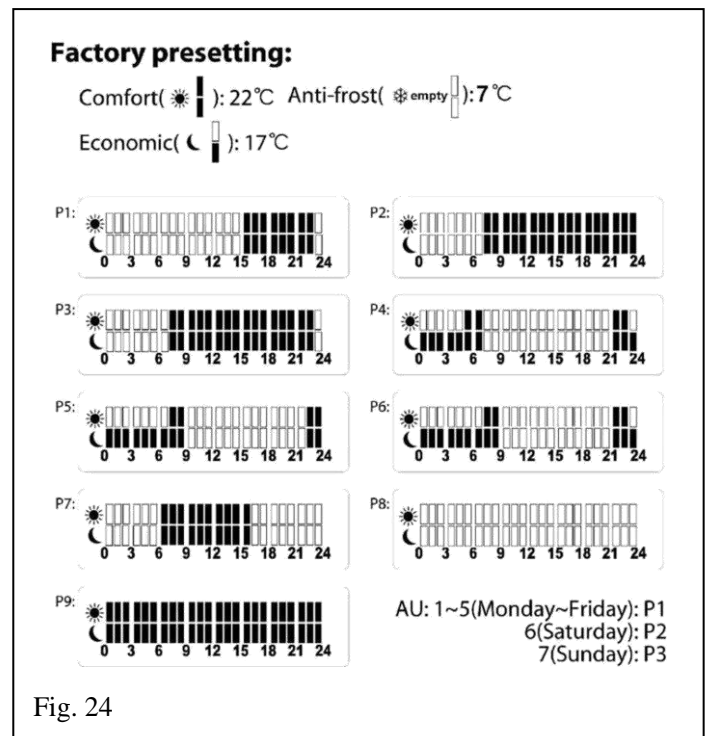 Factory presetting:
Comfort( ): 22℃ Anti-frost( empty ):7℃
Economic( ): 17℃
P1:
0 3 6 9 12 15 18 21 24
P2:
0 3 6 9 12 15 18 21 24
P3:
0 3 6 9 12 15 18 21 24
P4:
0 3 6 9 12 15 18 21 24
P5:
0 3 6 9 12 15 18 21 24
P6:
0 3 6 9 12 15 18 21 24
P7:
0 3 6 9 12 15 18 21 24
P8:
0 3 6 9 12 15 18 21 24
P9:
0 3 6 9 12 15 18 21 24
AU: 1~5(Monday~Friday): P1
6(Saturday): P2
7(Sunday): P3
Fig. 24